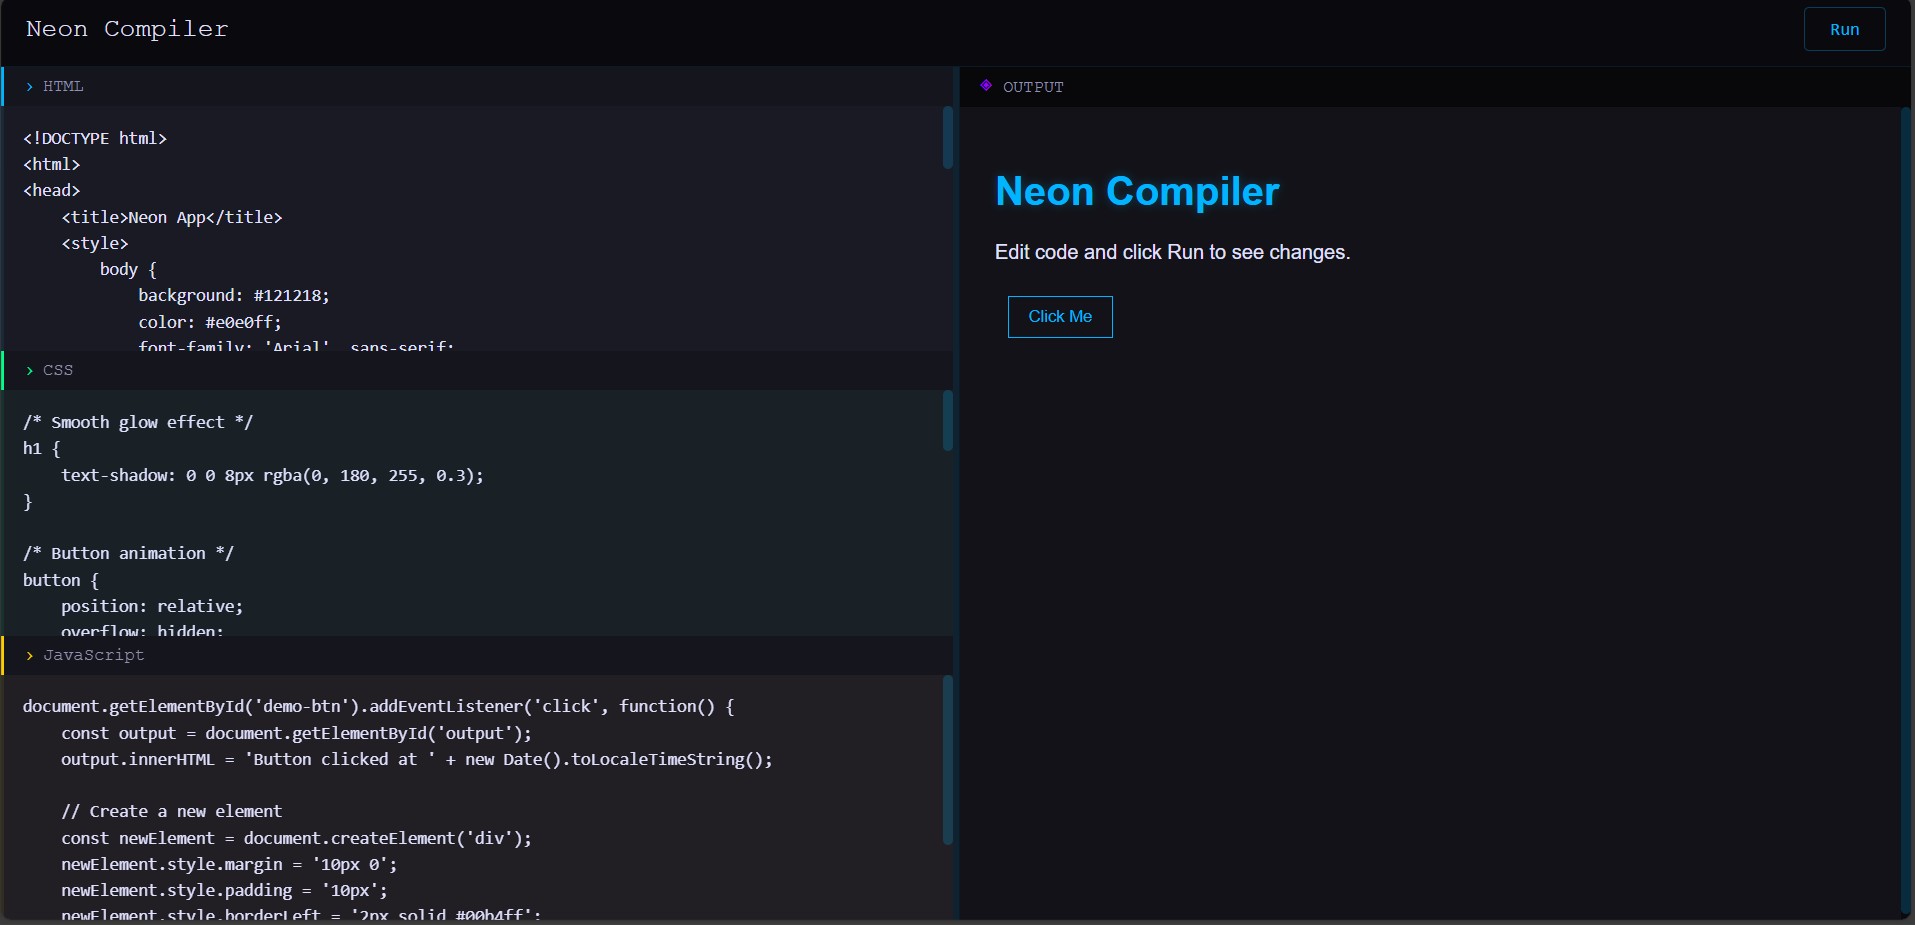 Neon Compiler
Run
› HTML
<!DOCTYPE html>
<html>
<head>
    <title>Neon App</title>
    <style>
        body {
            background: #121218;
            color: #e0e0ff;
            font-family: 'Arial', sans-serif;
› CSS
/* Smooth glow effect */
h1 {
    text-shadow: 0 0 8px rgba(0, 180, 255, 0.3);
}
/* Button animation */
button {
    position: relative;
    overflow: hidden;
› JavaScript
document.getElementById('demo-btn').addEventListener('click', function() {
    const output = document.getElementById('output');
    output.innerHTML = 'Button clicked at ' + new Date().toLocaleTimeString();
    // Create a new element
    const newElement = document.createElement('div');
    newElement.style.margin = '10px 0';
    newElement.style.padding = '10px';
    newElement.style.borderLeft = '2px solid #00b4ff';
OUTPUT
Neon Compiler
Edit code and click Run to see changes.
Click Me